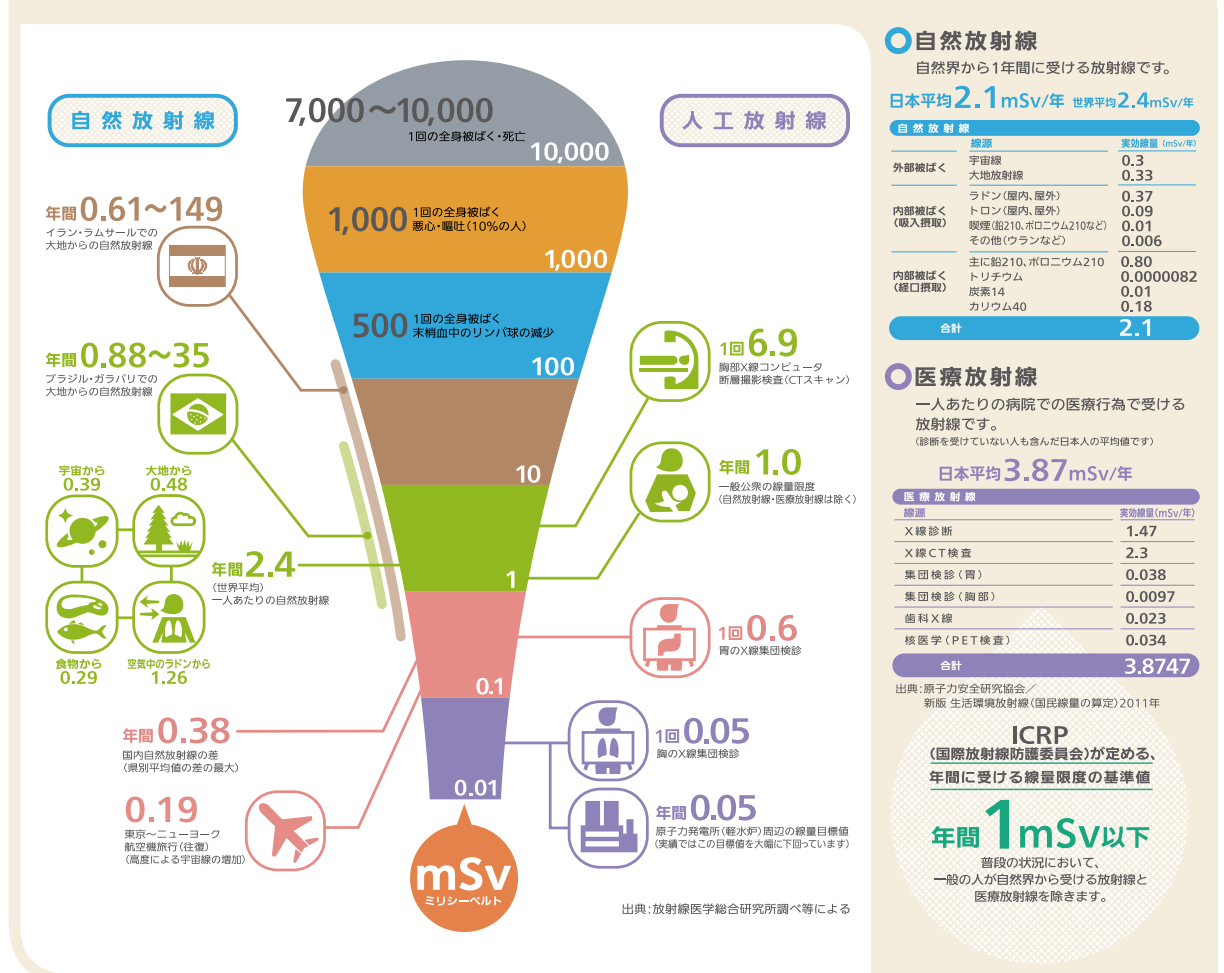 自然放射線
人工放射線
7,000～10,000
1回の全身被ばく・死亡
10,000
1,000
1回の全身被ばく
悪心・嘔吐(10%の人)
1,000
500
1回の全身被ばく
末梢血中のリンパ球の減少
100
10
1
0.1
0.01
mSv
ミリシーベルト
年間0.61～149
イラン・ラムサールでの
大地からの自然放射線
年間0.88～35
ブラジル・ガラパリでの
大地からの自然放射線
宇宙から
0.39
大地から
0.48
食物から
0.29
空気中のラドンから
1.26
年間2.4
(世界平均)
一人あたりの自然放射線
年間0.38
国内自然放射線の差
(県別平均値の差の最大)
0.19
東京～ニューヨーク
航空機旅行(往復)
(高度による宇宙線の増加)
1回6.9
胸部X線コンピュータ
断層撮影検査(CTスキャン)
年間1.0
一般公衆の線量限度
(自然放射線・医療放射線は除く)
1回0.6
胃のX線集団検診
1回0.05
胸のX線集団検診
年間0.05
原子力発電所(軽水炉)周辺の線量目標値
(実績ではこの目標値を大幅に下回っています)
出典:放射線医学総合研究所調べ等による
自然放射線
自然界から1年間に受ける放射線です。
日本平均2.1mSv/年 世界平均2.4mSv/年
自然放射線
線源 実効線量(mSv/年)
外部被ばく
宇宙線 0.3
大地放射線 0.33
内部被ばく
(吸入摂取)
ラドン(屋内、屋外) 0.37
トロン(屋内、屋外) 0.09
喫煙(鉛210、ポロニウム210など) 0.01
その他(ウランなど) 0.006
内部被ばく
(経口摂取)
主に鉛210、ポロニウム210 0.80
トリチウム 0.0000082
炭素14 0.01
カリウム40 0.18
合計 2.1
医療放射線
一人あたりの病院での医療行為で受ける
放射線です。
(診断を受けていない人も含んだ日本人の平均値です)
日本平均3.87mSv/年
医療放射線
線源 実効線量(mSv/年)
X線診断 1.47
X線CT検査 2.3
集団検診(胃) 0.038
集団検診(胸部) 0.0097
歯科X線 0.023
核医学(PET検査) 0.034
合計 3.8747
出典:原子力安全研究協会／
新版 生活環境放射線(国民線量の算定)2011年
ICRP
(国際放射線防護委員会)が定める、
年間に受ける線量限度の基準値
年間1mSv以下
普段の状況において、
一般の人が自然界から受ける放射線と
医療放射線を除きます。